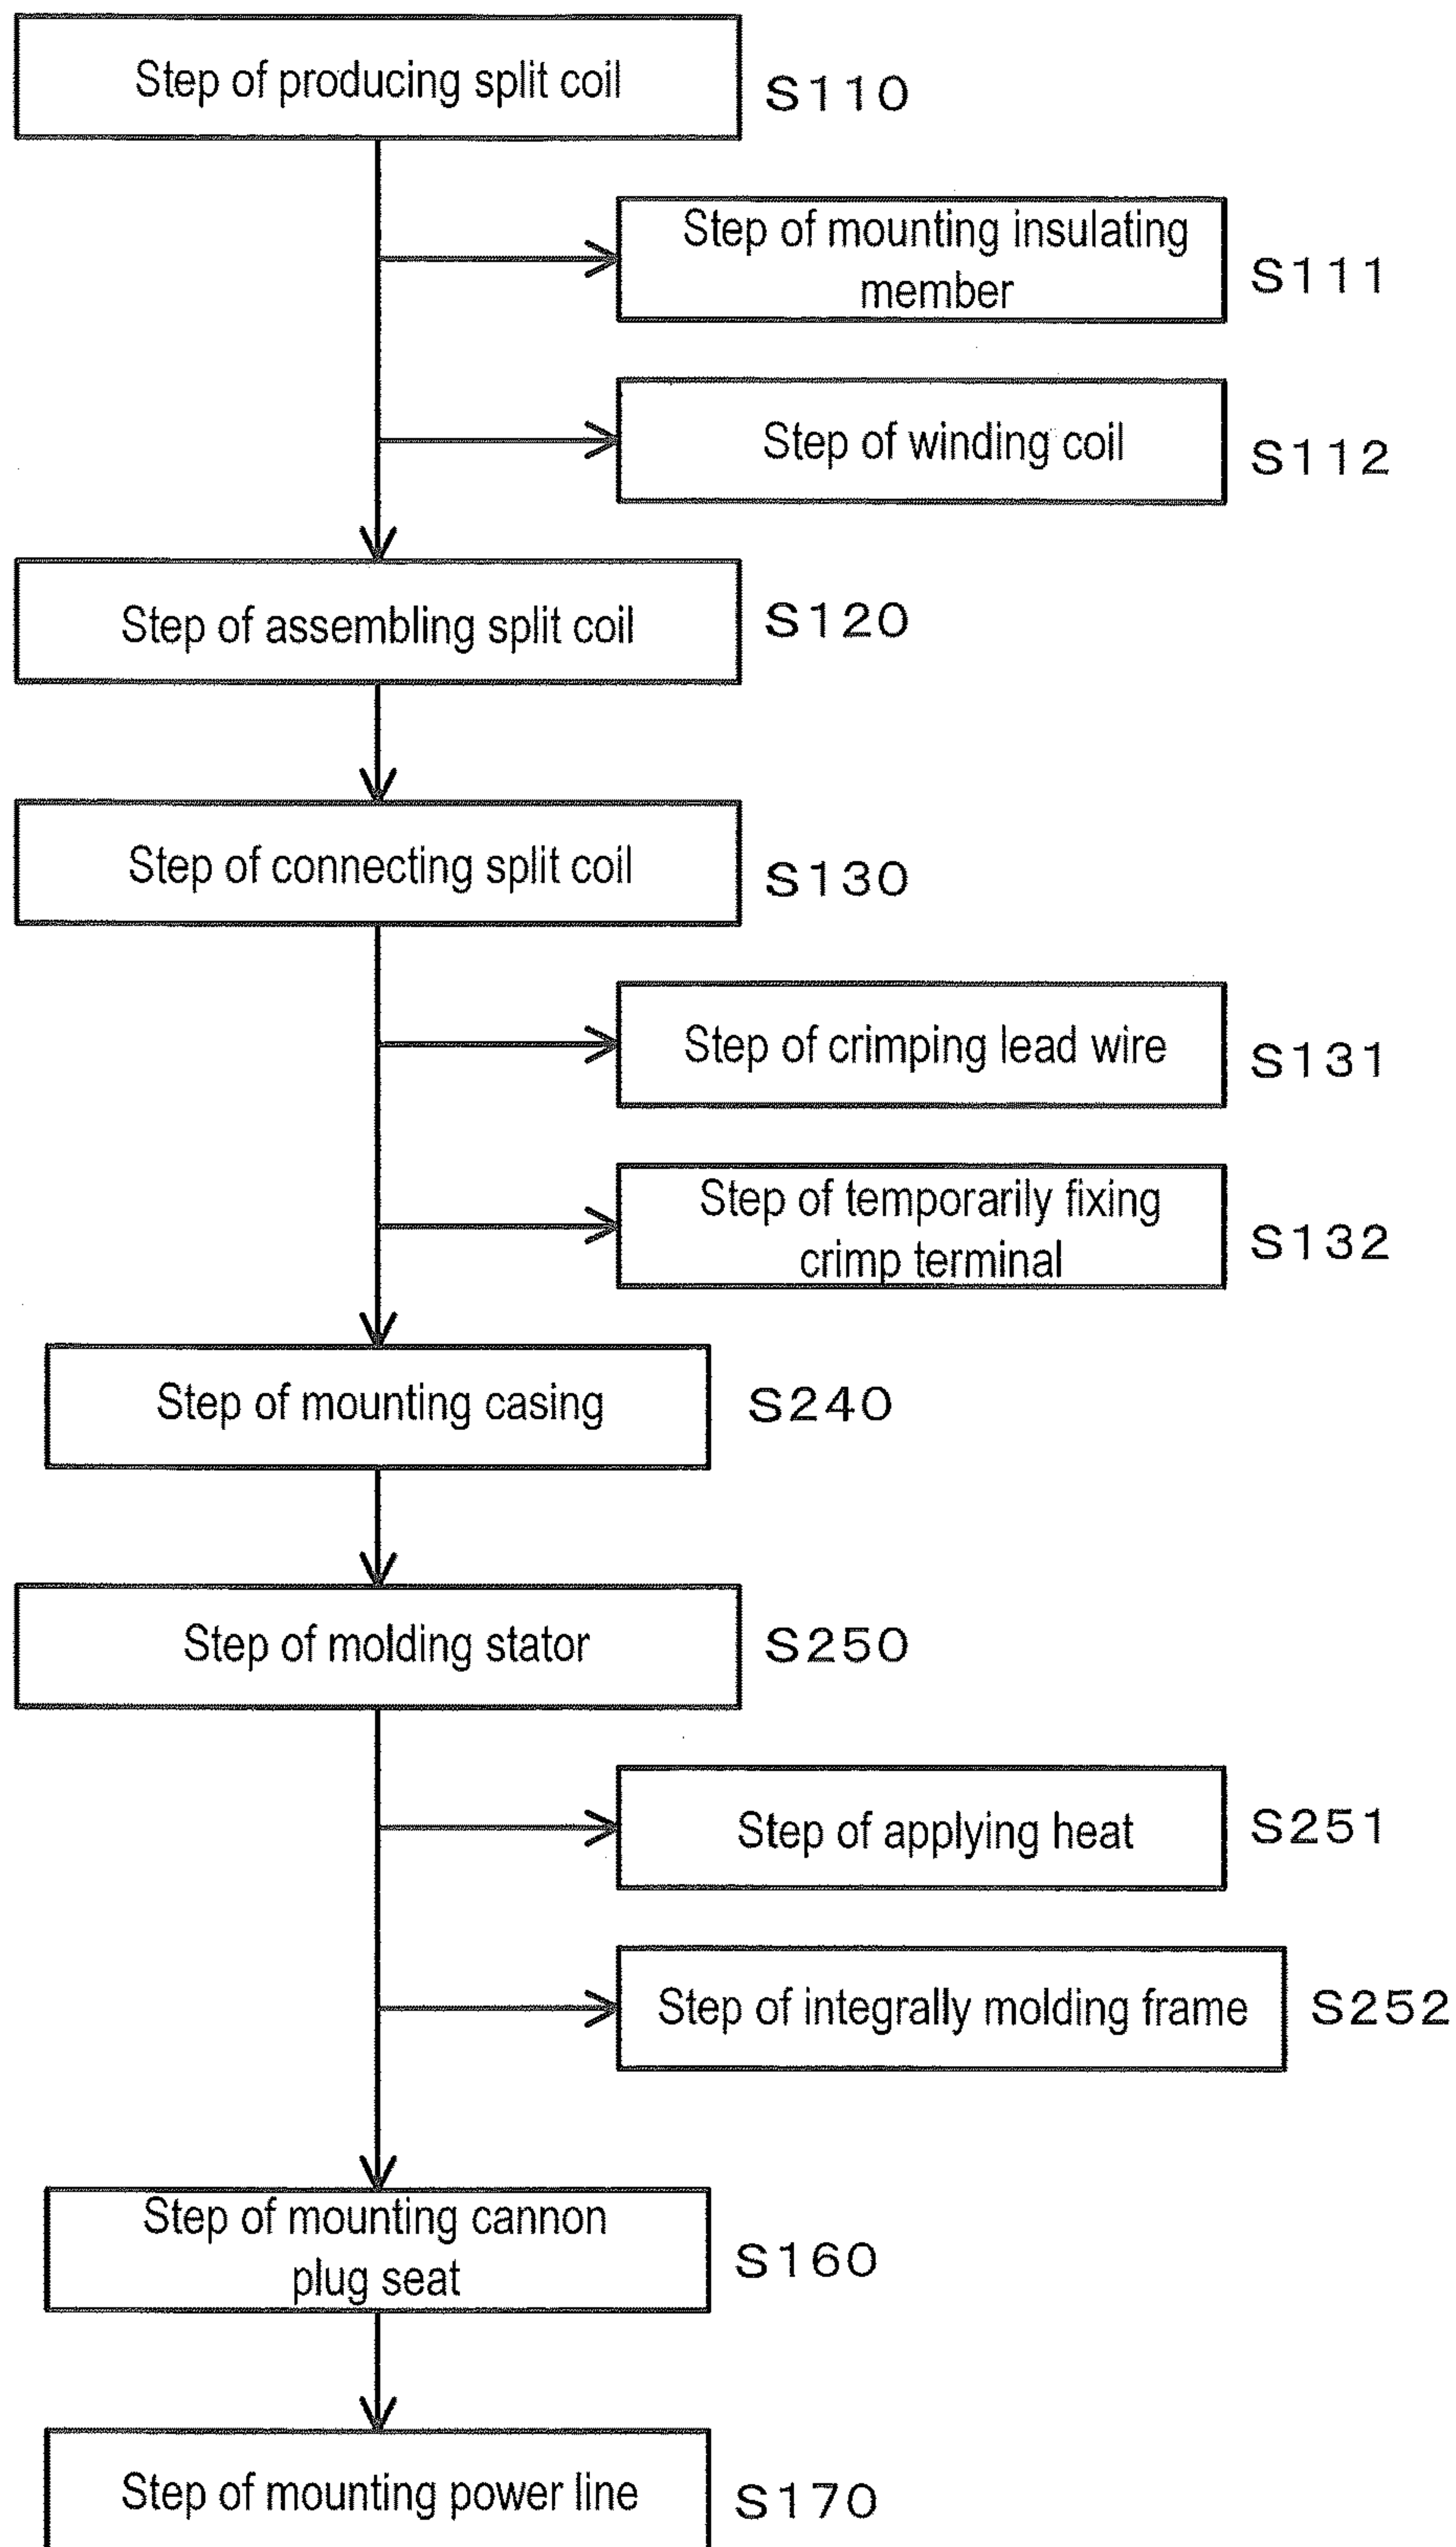 Step of producing split coil
S110
Step of mounting insulating
member
S111
Step of winding coil
S112
Step of assembling split coil
S120
Step of connecting split coil
S130
Step of crimping lead wire
S131
Step of temporarily fixing
crimp terminal
S132
Step of mounting casing
S240
Step of molding stator
S250
Step of applying heat
S251
Step of integrally molding frame
S252
Step of mounting cannon
plug seat
S160
Step of mounting power line
S170